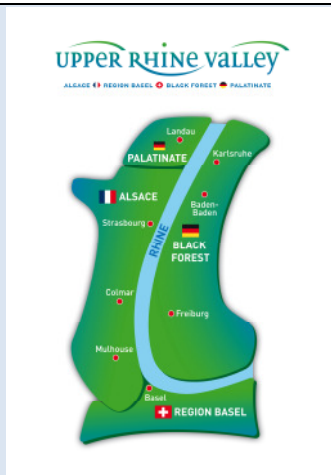 UPPER RHINE VALLEY
ALSACE REGION BASEL BLACK FOREST PALATINATE
Landau
PALATINATE
Karlsruhe
ALSACE
Baden-
Baden
Strasbourg
RHINE
BLACK
FOREST
Colmar
Freiburg
Mulhouse
Basel
REGION BASEL